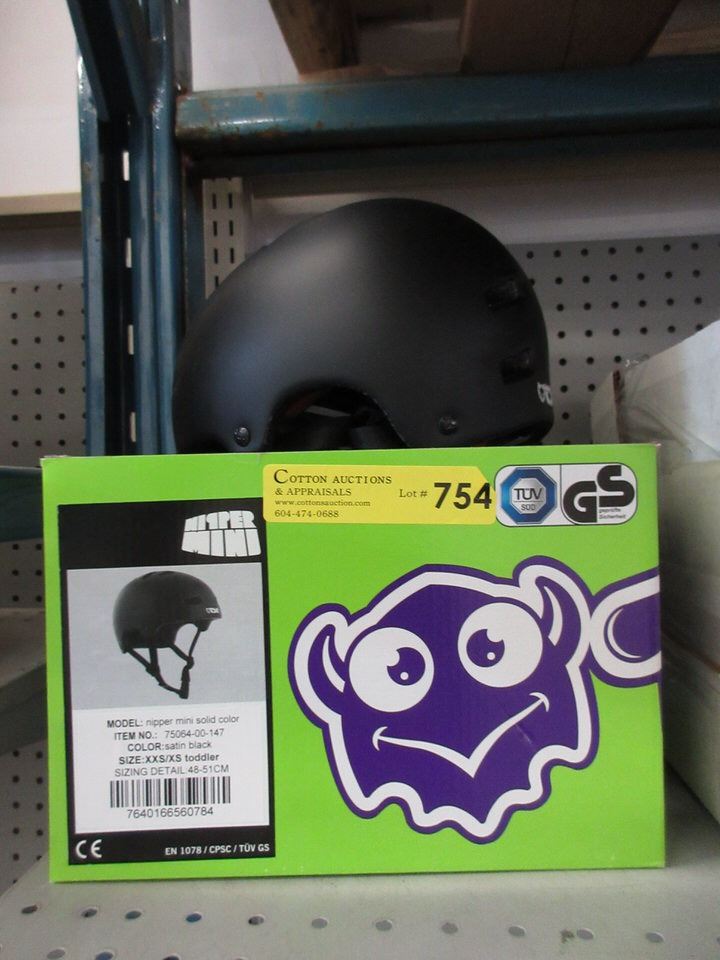 COTTON AUCTIONS
& APPRAISALS
www.cottonsauction.com
604-474-0688
Lot # 754
TÜV
SÜD
GS
geprüfte
Sicherheit
NIPPER
MINI
MODEL: nipper mini solid color
ITEM NO.: 75064-00-147
COLOR:satin black
SIZE:XXS/XS toddler
SIZING DETAIL:48-51CM
7640166560784
CE
EN 1078 / CPSC / TÜV GS